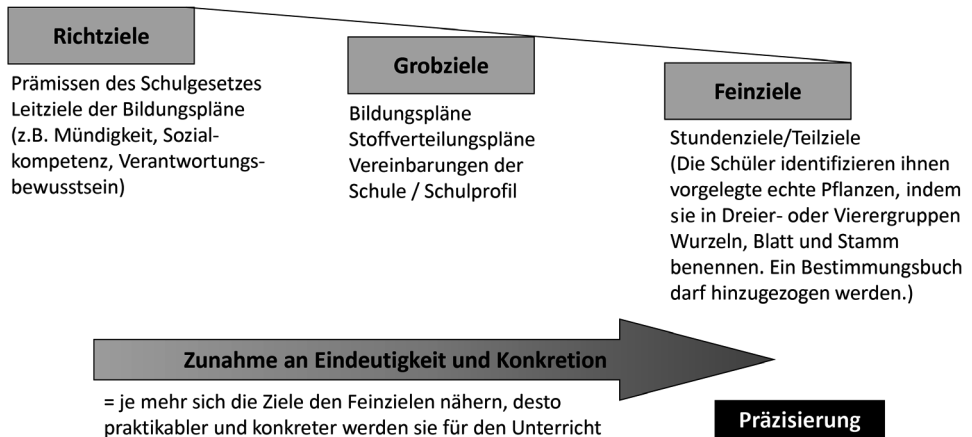 Richtziele
Prämissen des Schulgesetzes
Leitziele der Bildungspläne
(z.B. Mündigkeit, Sozial-
kompetenz, Verantwortungs-
bewusstsein)
Grobziele
Bildungspläne
Stoffverteilungspläne
Vereinbarungen der
Schule / Schulprofil
Feinziele
Stundenziele/Teilziele
(Die Schüler identifizieren ihnen
vorgelegte echte Pflanzen, indem
sie in Dreier- oder Vierergruppen
Wurzeln, Blatt und Stamm
benennen. Ein Bestimmungsbuch
darf hinzugezogen werden.)
Zunahme an Eindeutigkeit und Konkretion
= je mehr sich die Ziele den Feinzielen nähern, desto
praktikabler und konkreter werden sie für den Unterricht
Präzisierung